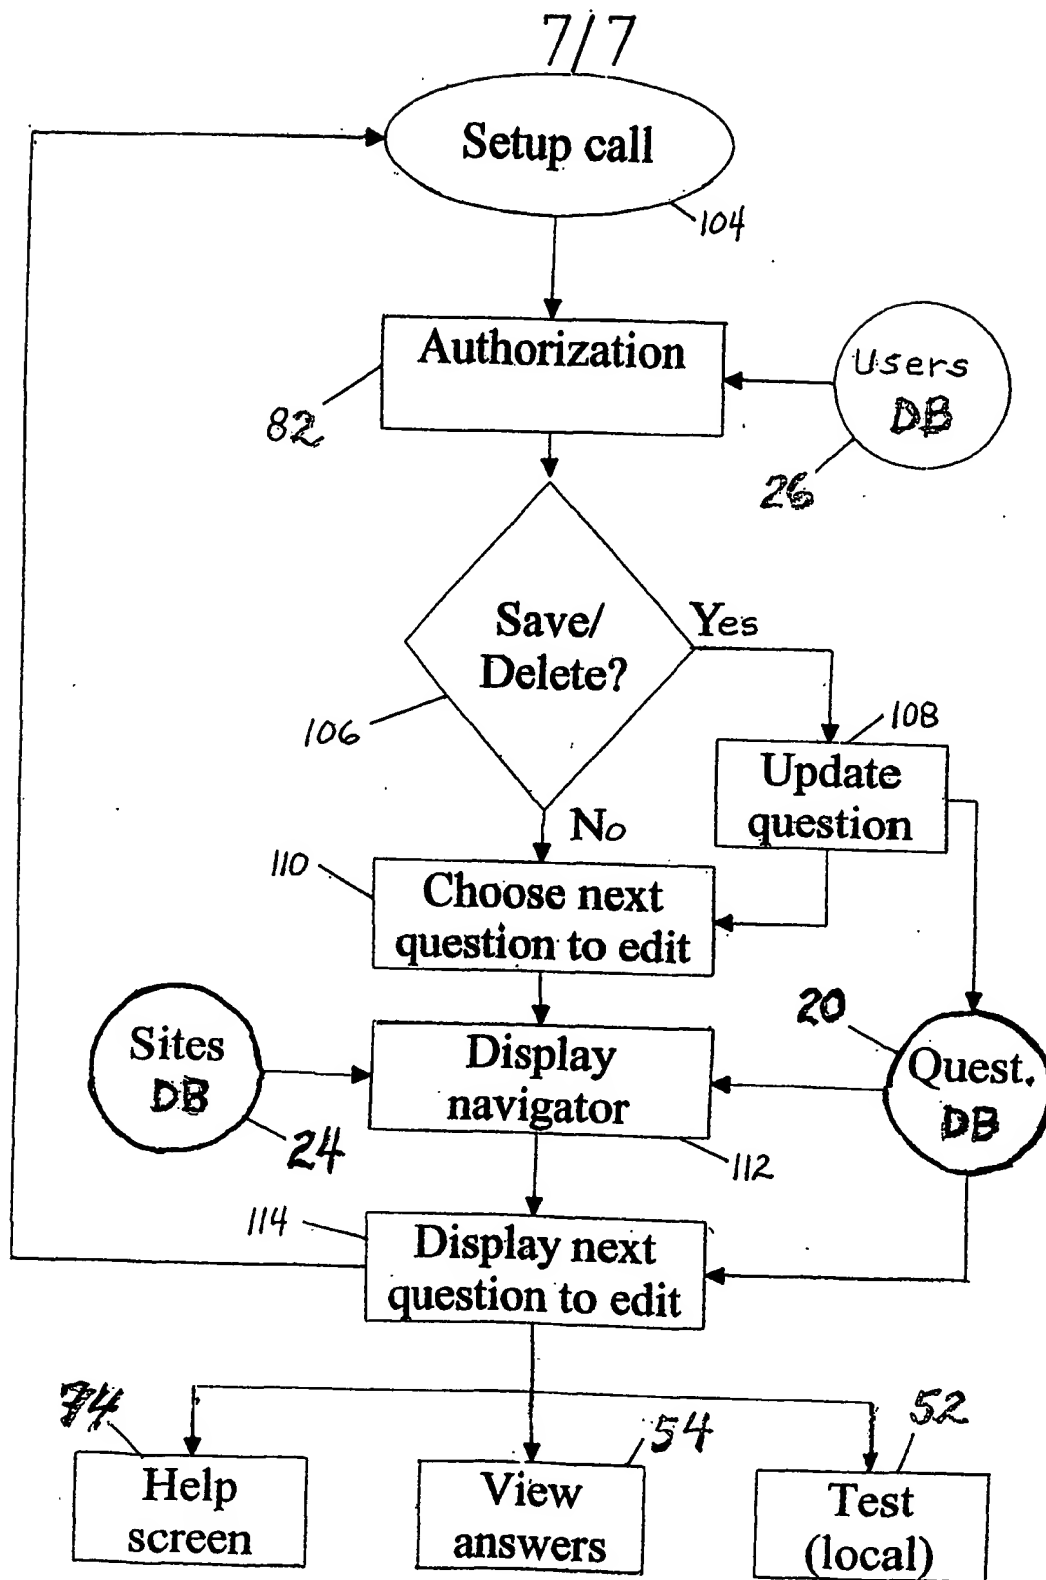 7/7
Setup call
104
Authorization
82
Users
DB
26
Save/
Delete?
Yes
106
108
Update
question
No
110
Choose next
question to edit
Sites
DB
24
Display
navigator
112
20
Quest.
DB
114
Display next
question to edit
74
Help
screen
54
View
answers
52
Test
(local)